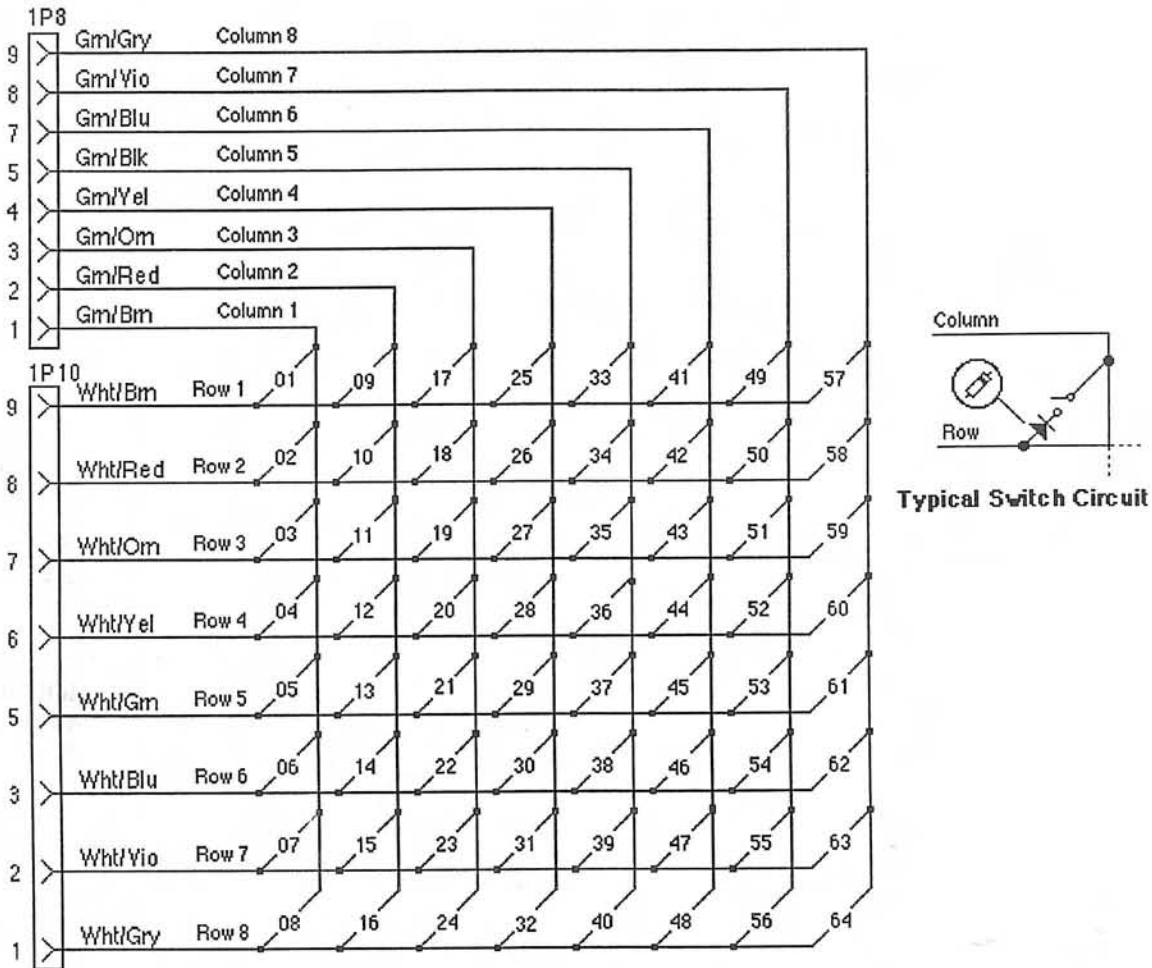 1P8
9 Grn/Gry Column 8
8 Grn/Vio Column 7
7 Grn/Blu Column 6
5 Grn/Blk Column 5
4 Grn/Yel Column 4
3 Grn/Orn Column 3
2 Grn/Red Column 2
1 Grn/Brn Column 1
1P10
9 Wht/Brn Row 1 01 09 17 25 33 41 49 57
8 Wht/Red Row 2 02 10 18 26 34 42 50 58
7 Wht/Orn Row 3 03 11 19 27 35 43 51 59
6 Wht/Yel Row 4 04 12 20 28 36 44 52 60
5 Wht/Grn Row 5 05 13 21 29 37 45 53 61
3 Wht/Blu Row 6 06 14 22 30 38 46 54 62
2 Wht/Vio Row 7 07 15 23 31 39 47 55 63
1 Wht/Gry Row 8 08 16 24 32 40 48 56 64
Column
Row
Typical Switch Circuit